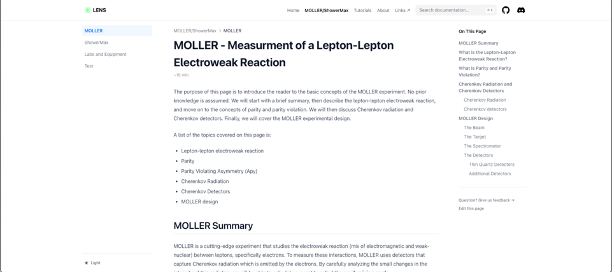 LENS
Home MOLLER/ShowerMax Tutorials About Links ↗ Search documentation...
MOLLER
ShowerMax
Labs and Equipment
Test
Light
MOLLER/ShowerMax > MOLLER
MOLLER - Measurment of a Lepton-Lepton
Electroweak Reaction
The purpose of this page is to introduce the reader to the basic concepts of the MOLLER experiment. No prior
knowledge is asssumed. We will start with a brief summary, then describe the lepton-lepton electroweak reaction,
and move on to the concepts of parity and parity violation. We will then discuss Cherenkov radiation and
Cherenkov detectors. Finally, we will cover the MOLLER experimental design.
A list of the topics covered on this page is:
• Lepton-lepton electroweak reaction
• Parity
• Parity Violating Asymmetry (Apv)
• Cherenkov Radiation
• Cherenkov Detectors
• MOLLER design
MOLLER Summary
MOLLER is a cutting-edge experiment that studies the electroweak reaction (mix of electromagnetic and weak-
nuclear) between leptons, specifically electrons. To measure these interactions, MOLLER uses detectors that
capture Cherenkov radiation which is emitted by the electrons. By carefully analyzing the small changes in the
On This Page
MOLLER Summary
What is the Lepton-Lepton
Electroweak Reaction?
What is Parity and Parity
Violation?
Cherenkov Radiation and
Cherenkov Detectors
Cherenkov Radiation
Cherenkov detectors
MOLLER Design
The Beam
The Target
The Spectrometer
The Detectors
Thin Quartz Detectors
Additional Detectors
Question? Give us feedback →
Edit this page